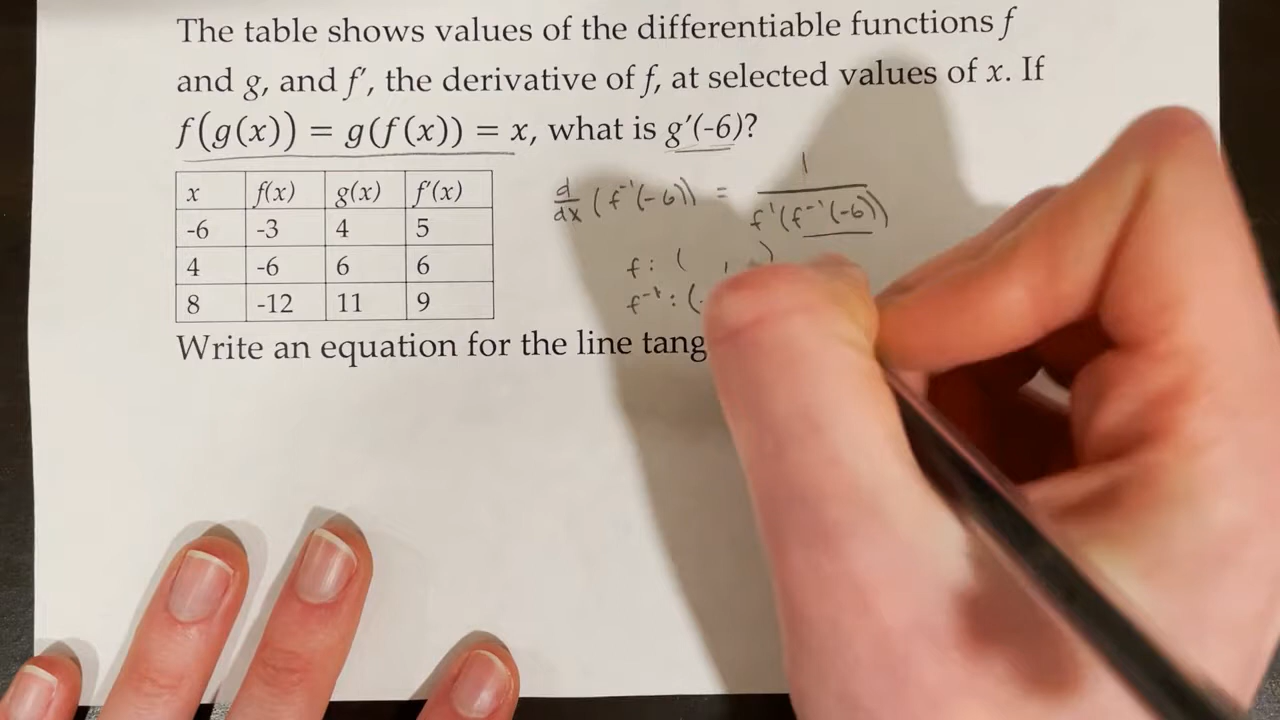 The table shows values of the differentiable functions f
and g, and f', the derivative of f, at selected values of x. If
f(g(x)) = g(f(x)) = x, what is g'(-6)?
x f(x) g(x) f'(x)
-6 -3 4 5
4 -6 6 6
8 -12 11 9
d/dx (f⁻¹(-6)) = 1/f'(f⁻¹(-6))
f: ( , )
f⁻¹: (
Write an equation for the line